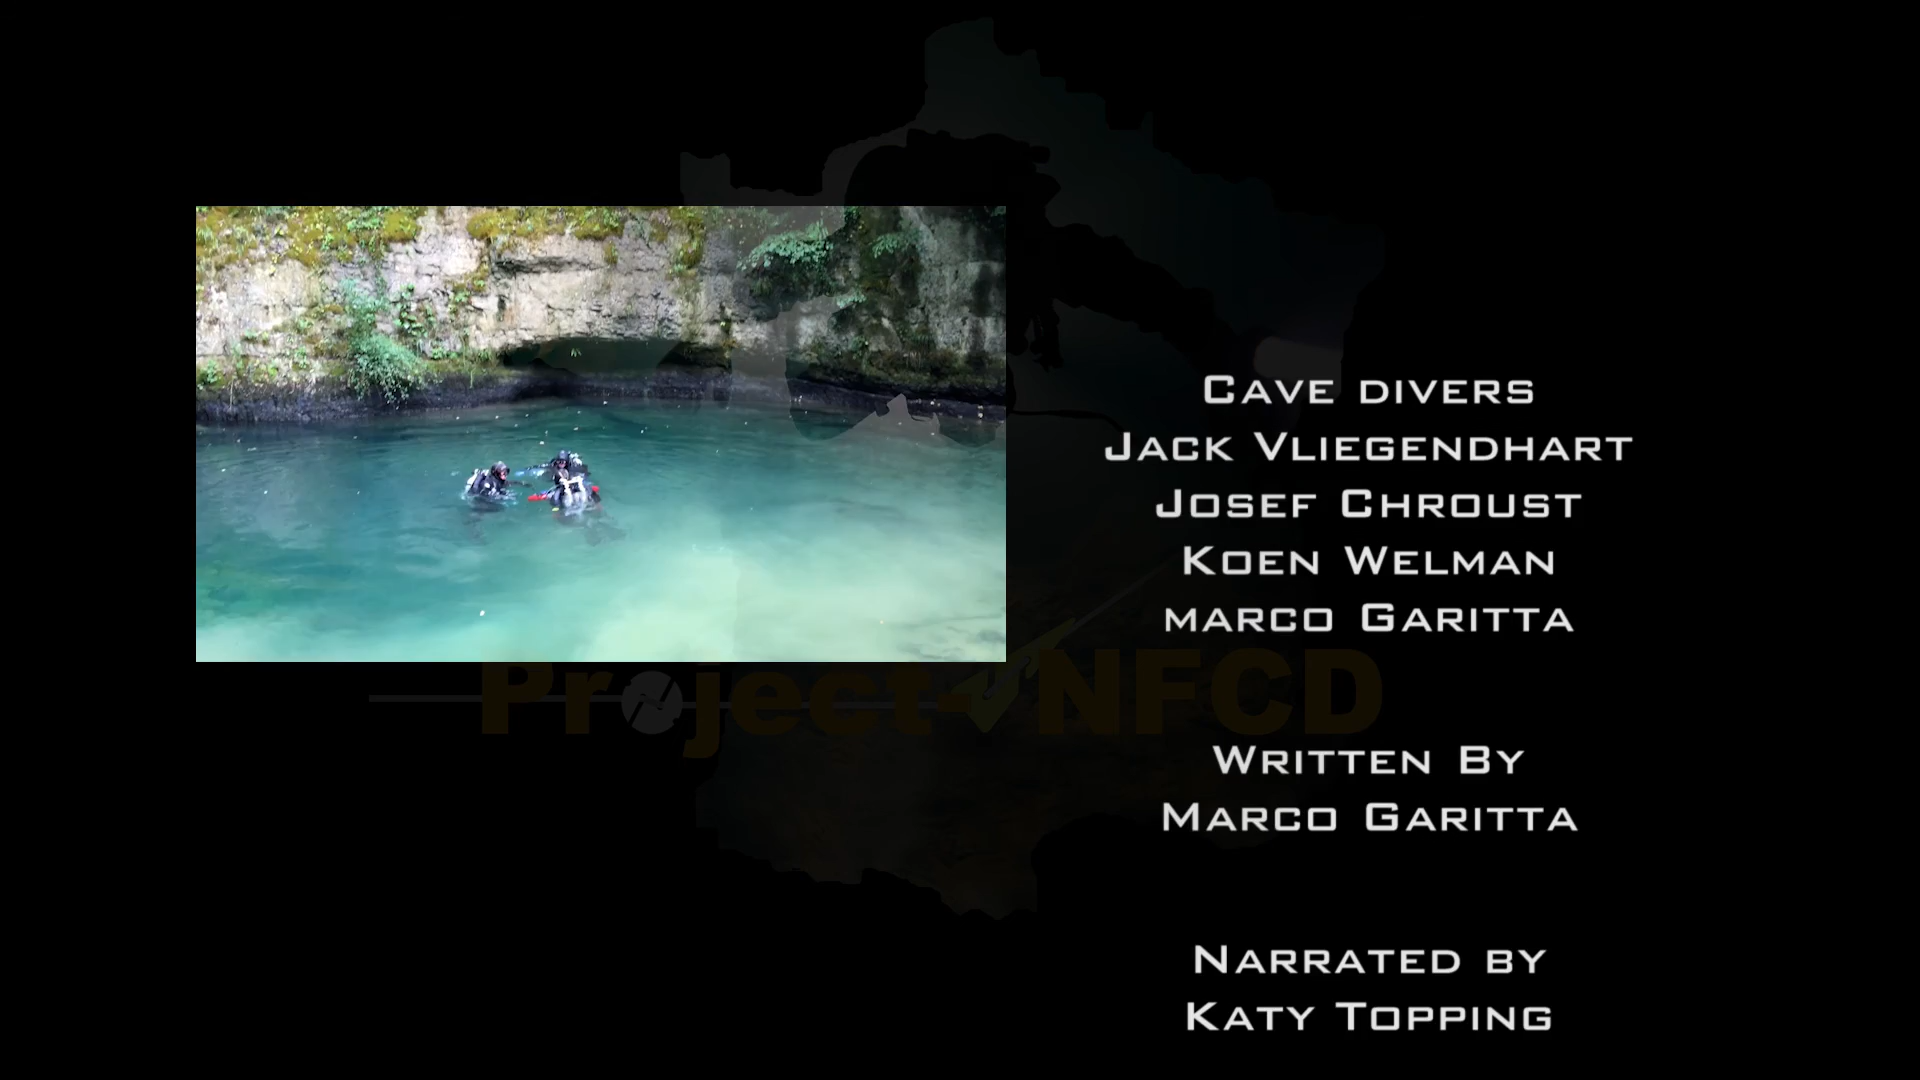 Cave divers
Jack Vliegendhart
Josef Chroust
Koen Welman
marco Garitta
Written By
Marco Garitta
Narrated by
Katy Topping
Project-NFCD